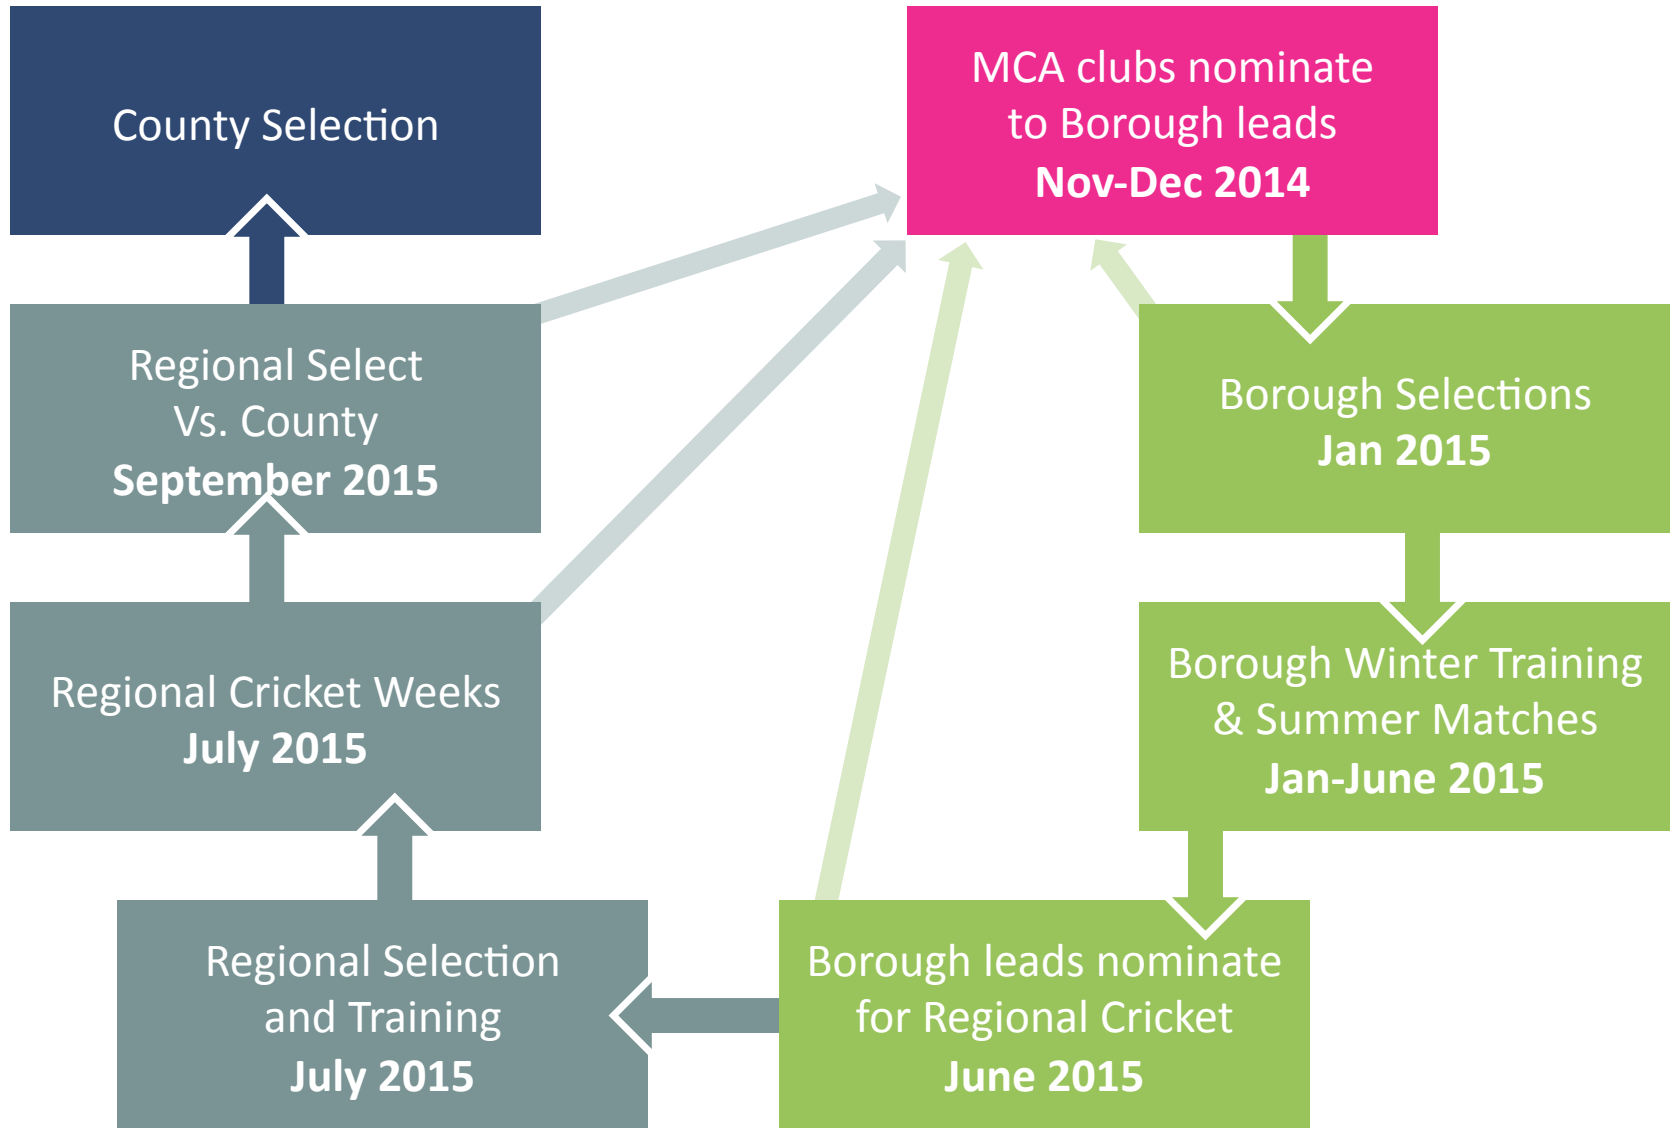 County Selection
MCA clubs nominate
to Borough leads
Nov-Dec 2014
Regional Select
Vs. County
September 2015
Borough Selections
Jan 2015
Regional Cricket Weeks
July 2015
Borough Winter Training
& Summer Matches
Jan-June 2015
Regional Selection
and Training
July 2015
Borough leads nominate
for Regional Cricket
June 2015